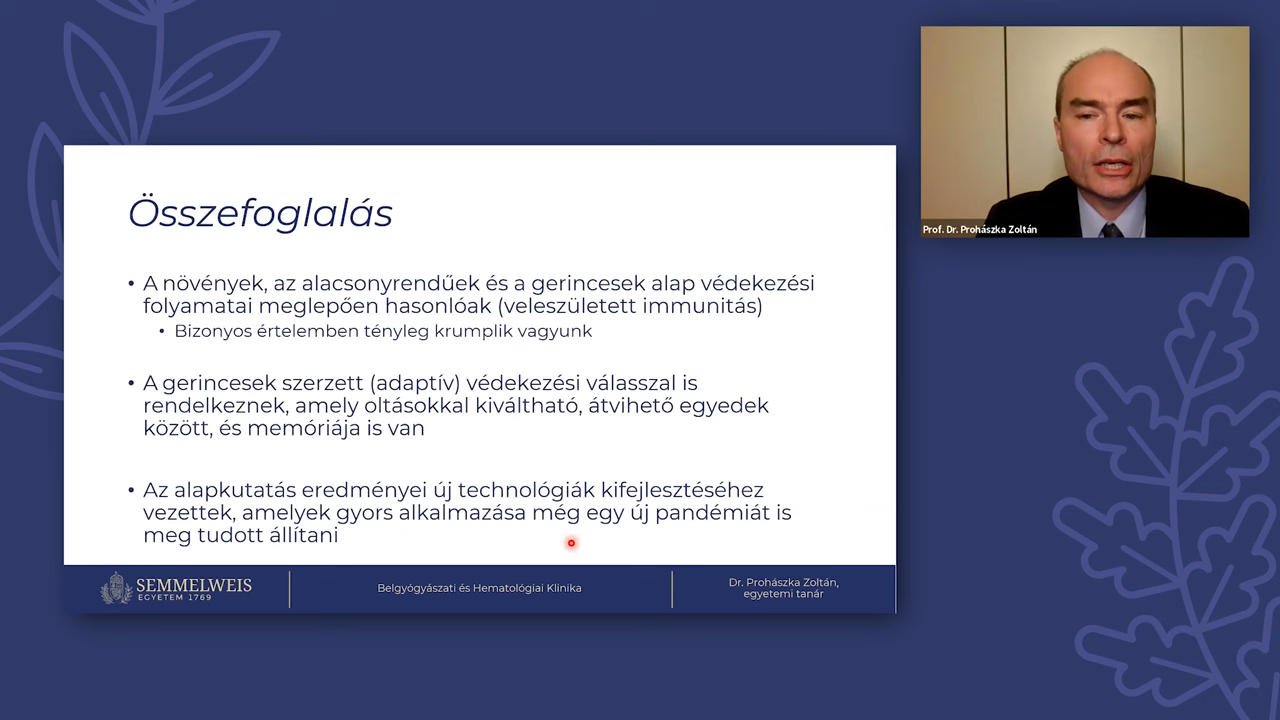 Összefoglalás
• A növények, az alacsonyrendűek és a gerincesek alap védekezési
folyamatai meglepően hasonlóak (veleszületett immunitás)
• Bizonyos értelemben tényleg krumplik vagyunk
• A gerincesek szerzett (adaptív) védekezési válasszal is
rendelkeznek, amely oltásokkal kiváltható, átvihető egyedek
között, és memóriája is van
• Az alapkutatás eredményei új technológiák kifejlesztéséhez
vezettek, amelyek gyors alkalmazása még egy új pandémiát is
meg tudott állítani
SEMMELWEIS
EGYETEM 1769
Belgyógyászati és Hematológiai Klinika
Dr. Prohászka Zoltán,
egyetemi tanár
Prof. Dr. Prohászka Zoltán